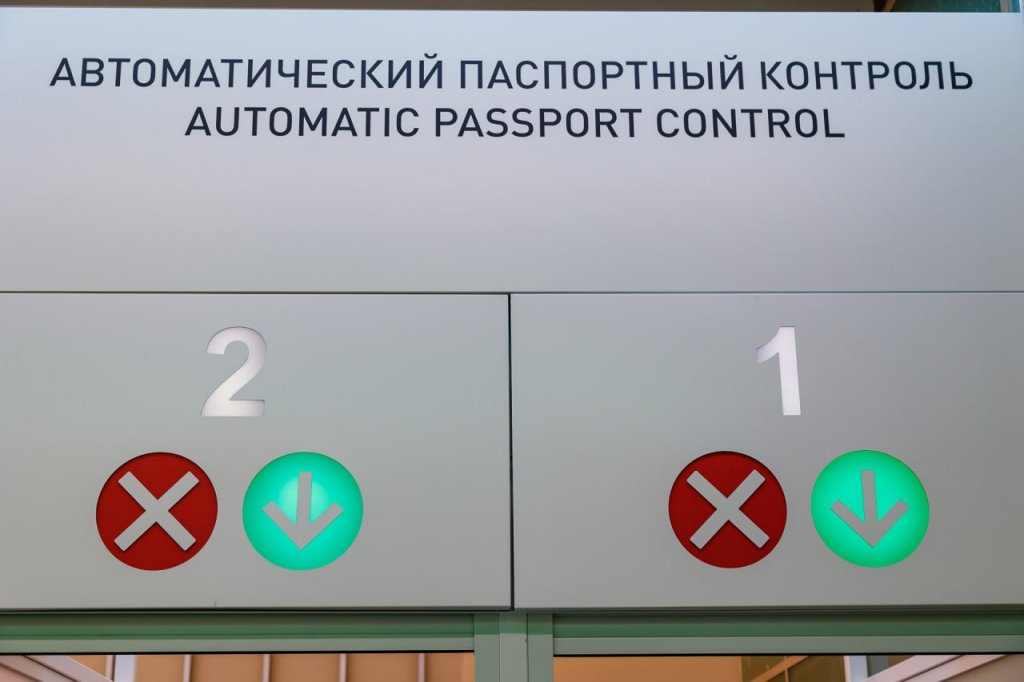 АВТОМАТИЧЕСКИЙ ПАСПОРТНЫЙ КОНТРОЛЬ
AUTOMATIC PASSPORT CONTROL
2
1